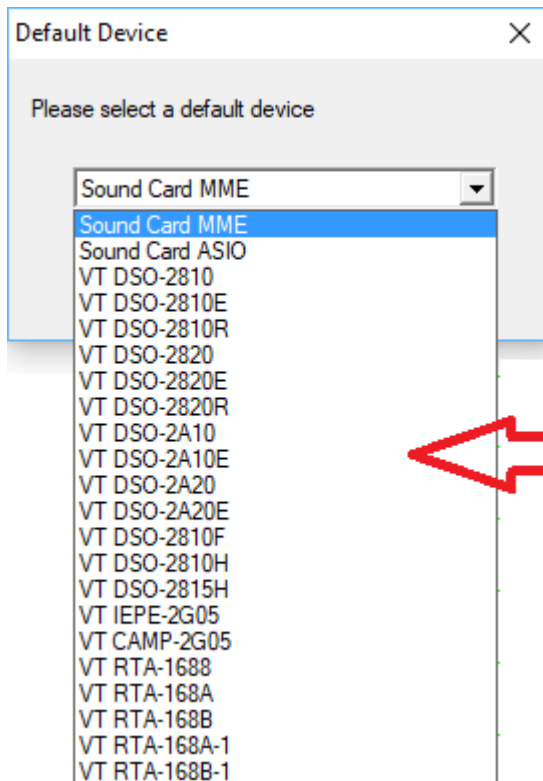 Default Device
Please select a default device
Sound Card MME
Sound Card MME
Sound Card ASIO
VT DSO-2810
VT DSO-2810E
VT DSO-2810R
VT DSO-2820
VT DSO-2820E
VT DSO-2820R
VT DSO-2A10
VT DSO-2A10E
VT DSO-2A20
VT DSO-2A20E
VT DSO-2810F
VT DSO-2810H
VT DSO-2815H
VT IEPE-2G05
VT CAMP-2G05
VT RTA-168B
VT RTA-168A
VT RTA-168B
VT RTA-168A-1
VT RTA-168B-1